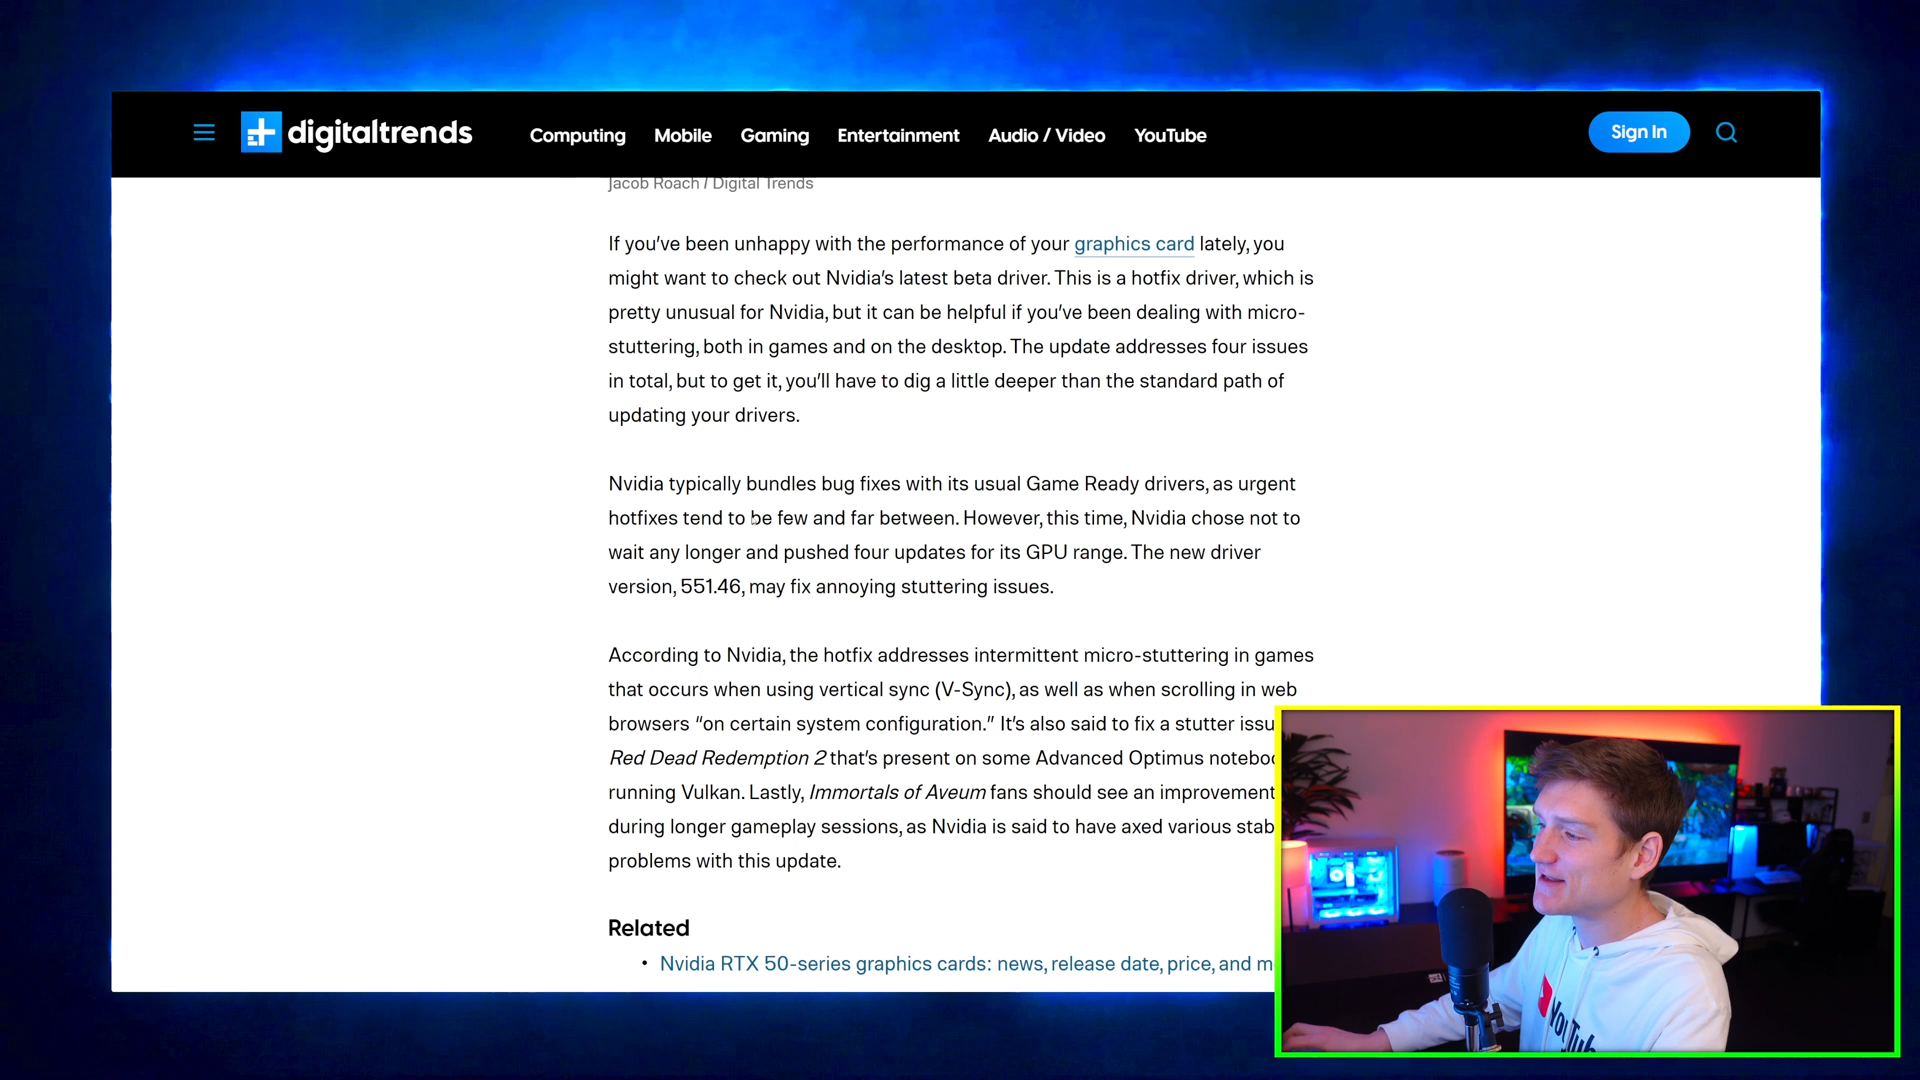 digitaltrends
Computing Mobile Gaming Entertainment Audio / Video YouTube
Sign In
Jacob Roach / Digital Trends
If you've been unhappy with the performance of your graphics card lately, you
might want to check out Nvidia's latest beta driver. This is a hotfix driver, which is
pretty unusual for Nvidia, but it can be helpful if you've been dealing with micro-
stuttering, both in games and on the desktop. The update addresses four issues
in total, but to get it, you'll have to dig a little deeper than the standard path of
updating your drivers.
Nvidia typically bundles bug fixes with its usual Game Ready drivers, as urgent
hotfixes tend to be few and far between. However, this time, Nvidia chose not to
wait any longer and pushed four updates for its GPU range. The new driver
version, 551.46, may fix annoying stuttering issues.
According to Nvidia, the hotfix addresses intermittent micro-stuttering in games
that occurs when using vertical sync (V-Sync), as well as when scrolling in web
browsers “on certain system configuration.” It's also said to fix a stutter issu
Red Dead Redemption 2 that's present on some Advanced Optimus noteboo
running Vulkan. Lastly, Immortals of Aveum fans should see an improvement
during longer gameplay sessions, as Nvidia is said to have axed various stab
problems with this update.
Related
• Nvidia RTX 50-series graphics cards: news, release date, price, and m
YouTub